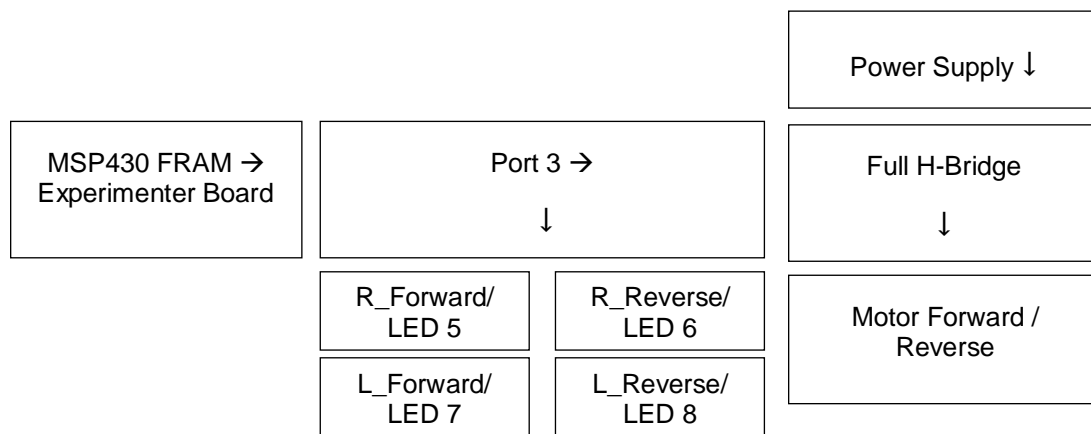 Power Supply ↓
MSP430 FRAM →
Experimenter Board
Port 3 →
↓
Full H-Bridge
↓
R_Forward/
LED 5
R_Reverse/
LED 6
L_Forward/
LED 7
L_Reverse/
LED 8
Motor Forward /
Reverse